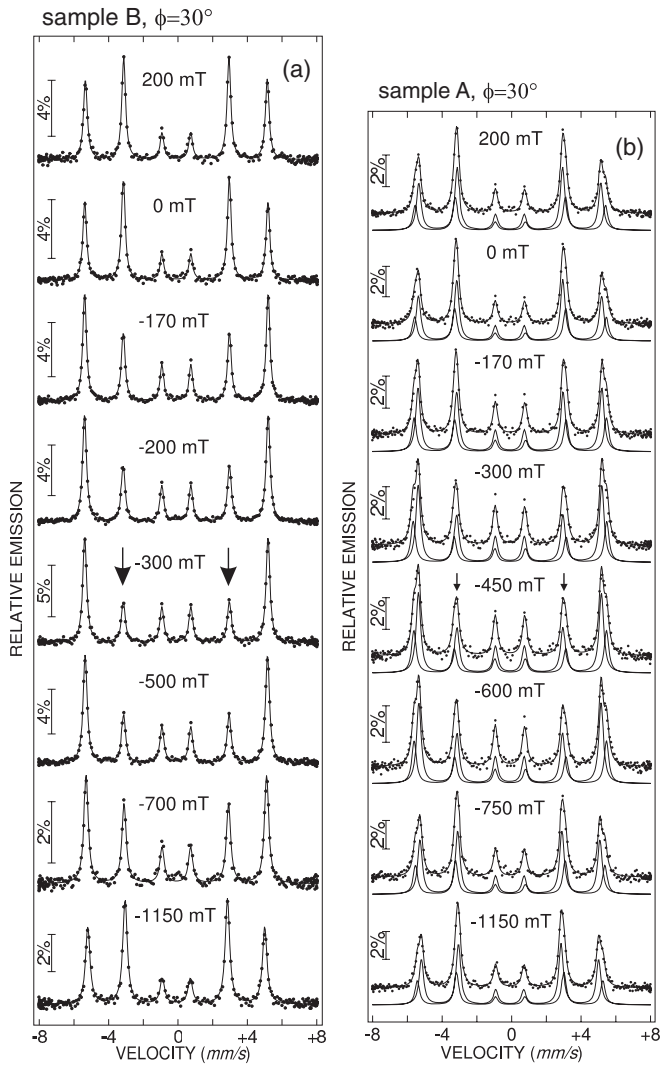 sample B, ϕ=30°
(a)
200 mT
4%
0 mT
4%
-170 mT
4%
-200 mT
4%
-300 mT
5%
-500 mT
4%
-700 mT
2%
-1150 mT
2%
RELATIVE EMISSION
-8 -4 0 +4 +8
VELOCITY (mm/s)
sample A, ϕ=30°
(b)
200 mT
2%
0 mT
2%
-170 mT
2%
-300 mT
2%
-450 mT
2%
-600 mT
2%
-750 mT
2%
-1150 mT
2%
RELATIVE EMISSION
-8 -4 0 +4 +8
VELOCITY (mm/s)